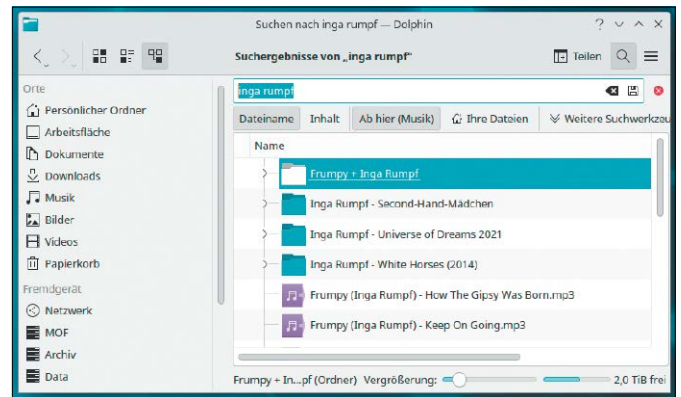 Suchen nach inga rumpf — Dolphin
Suchergebnisse von „inga rumpf“
Teilen
Orte
Persönlicher Ordner
Arbeitsfläche
Dokumente
Downloads
Musik
Bilder
Videos
Papierkorb
Fremdgerät
Netzwerk
MOF
Archiv
Data
inga rumpf
Dateiname Inhalt Ab hier (Musik) Ihre Dateien Weitere Suchwerkzeu
Name
Frumpy + Inga Rumpf
Inga Rumpf - Second-Hand-Mädchen
Inga Rumpf - Universe of Dreams 2021
Inga Rumpf - White Horses (2014)
Frumpy (Inga Rumpf) - How The Gipsy Was Born.mp3
Frumpy (Inga Rumpf) - Keep On Going.mp3
Frumpy + In...pf (Ordner) Vergrößerung: 2,0 TiB frei